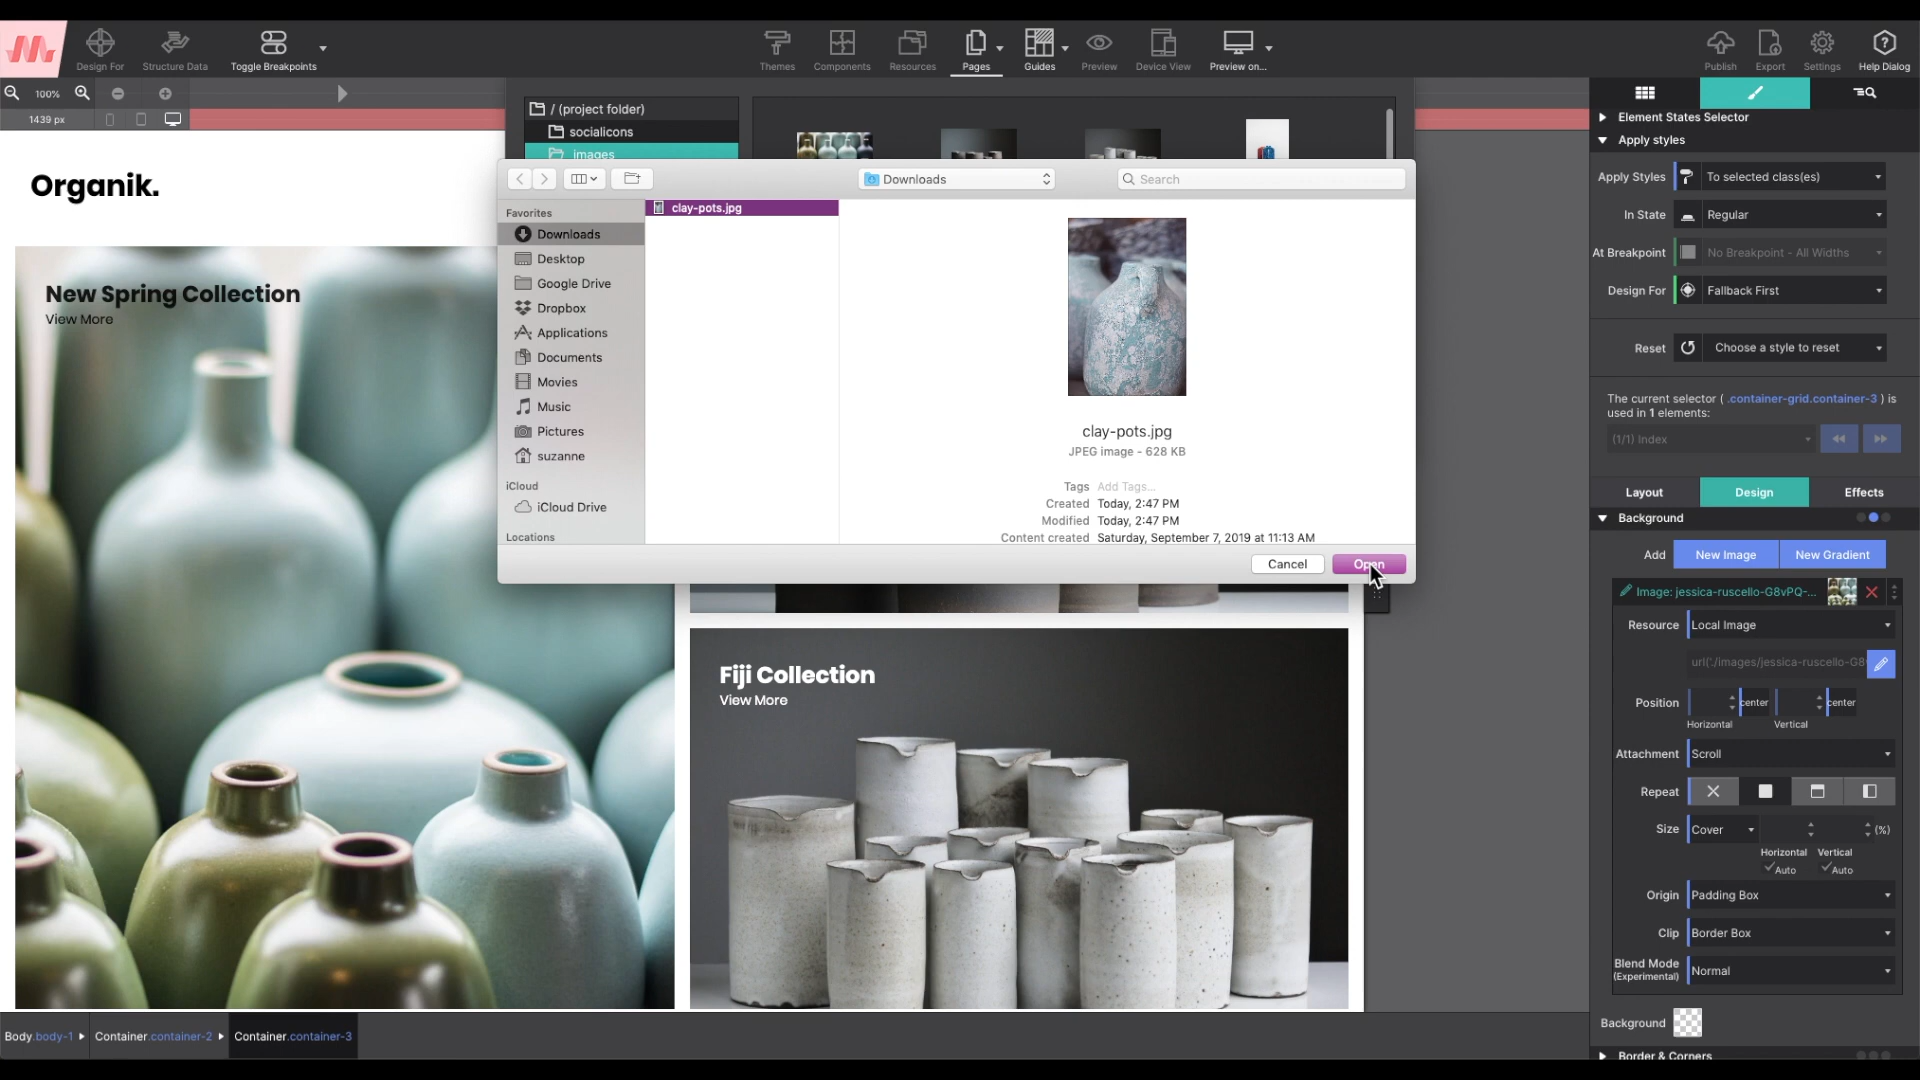 Design For
Structure Data
Toggle Breakpoints
Themes
Components
Resources
Pages
Guides
Preview
Device View
Preview on...
Publish
Export
Settings
Help Dialog
100%
1439 px
/ (project folder)
socialicons
images
Organik.
New Spring Collection
View More
Downloads
Search
Favorites
Downloads
Desktop
Google Drive
Dropbox
Applications
Documents
Movies
Music
Pictures
suzanne
iCloud
iCloud Drive
Locations
clay-pots.jpg
clay-pots.jpg
JPEG image - 628 KB
Tags Add Tags...
Created Today, 2:47 PM
Modified Today, 2:47 PM
Content created Saturday, September 7, 2019 at 11:13 AM
Cancel
Open
Fiji Collection
View More
Element States Selector
Apply styles
Apply Styles To selected class(es)
In State Regular
At Breakpoint No Breakpoint - All Widths
Design For Fallback First
Reset Choose a style to reset
The current selector ( .container-grid.container-3 ) is
used in 1 elements:
(1/1) Index
Layout Design Effects
Background
Add New Image New Gradient
Image: jessica-ruscello-G8vPQ-...
Resource Local Image
url('./images/jessica-ruscello-G8
Position center center
Horizontal Vertical
Attachment Scroll
Repeat
Size Cover (%)
Horizontal Vertical
Auto Auto
Origin Padding Box
Clip Border Box
Blend Mode Normal
(Experimental)
Background
Border & Corners
Body.body-1 Container.container-2 Container.container-3